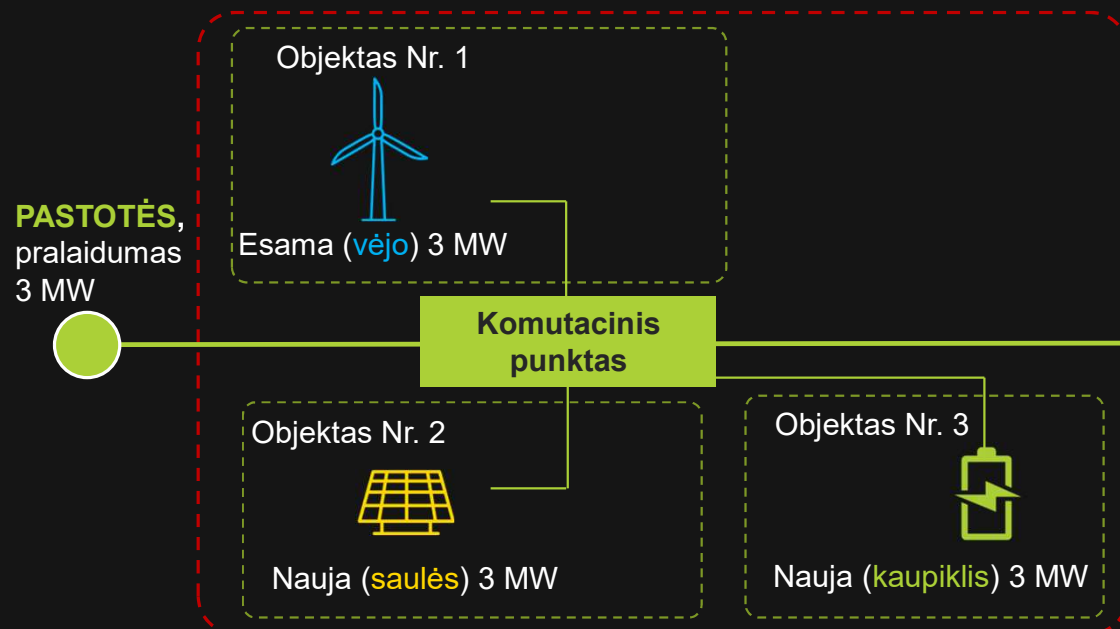 Objektas Nr. 1
PASTOTĖS,
pralaidumas
3 MW
Esama (vėjo) 3 MW
Komutacinis
punktas
Objektas Nr. 2
Nauja (saulės) 3 MW
Objektas Nr. 3
Nauja (kaupiklis) 3 MW